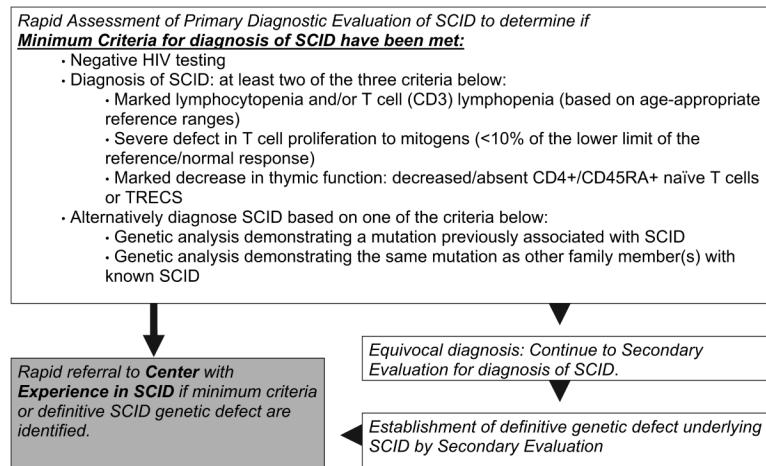 Rapid Assessment of Primary Diagnostic Evaluation of SCID to determine if
Minimum Criteria for diagnosis of SCID have been met:
· Negative HIV testing
· Diagnosis of SCID: at least two of the three criteria below:
· Marked lymphocytopenia and/or T cell (CD3) lymphopenia (based on age-appropriate
reference ranges)
· Severe defect in T cell proliferation to mitogens (<10% of the lower limit of the
reference/normal response)
· Marked decrease in thymic function: decreased/absent CD4+/CD45RA+ naïve T cells
or TRECS
· Alternatively diagnose SCID based on one of the criteria below:
· Genetic analysis demonstrating a mutation previously associated with SCID
· Genetic analysis demonstrating the same mutation as other family member(s) with
known SCID
Rapid referral to Center with
Experience in SCID if minimum criteria
or definitive SCID genetic defect are
identified.
Equivocal diagnosis: Continue to Secondary
Evaluation for diagnosis of SCID.
Establishment of definitive genetic defect underlying
SCID by Secondary Evaluation